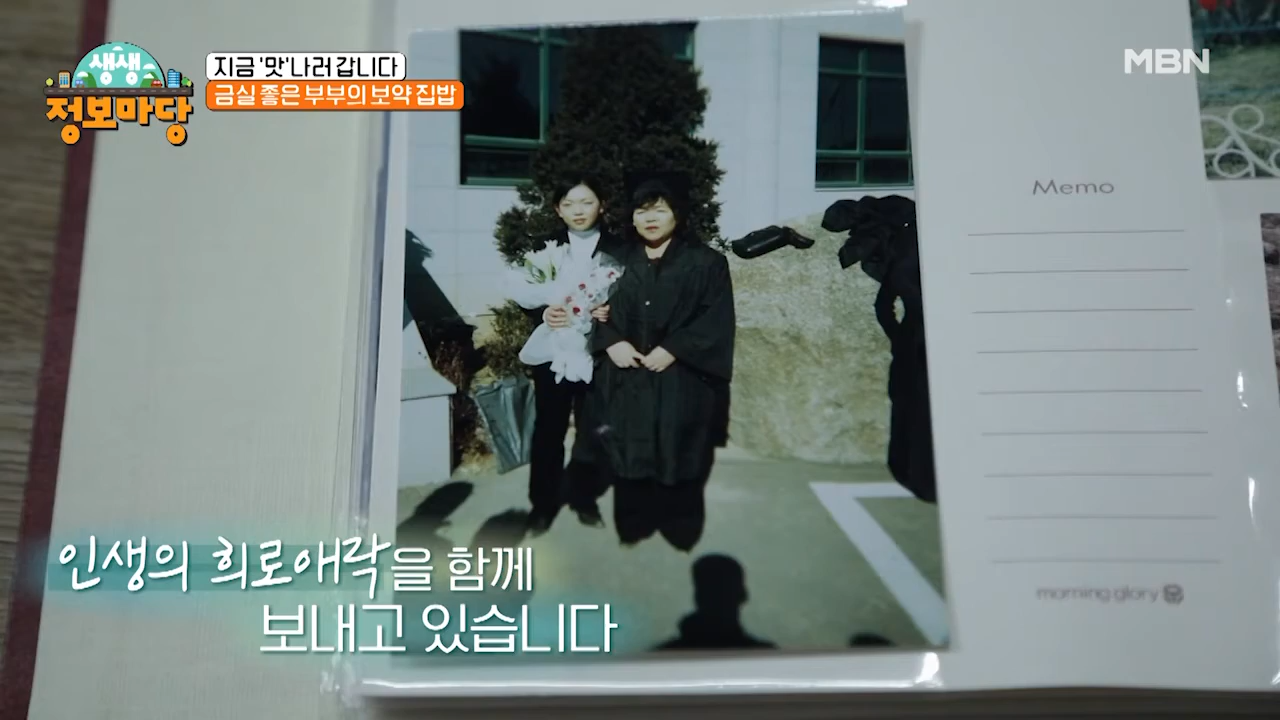 생생
정보마당
지금 '맛'나러 갑니다
금실 좋은 부부의 보약 집밥
MBN
Memo
morning glory
인생의 희로애락을 함께
보내고 있습니다